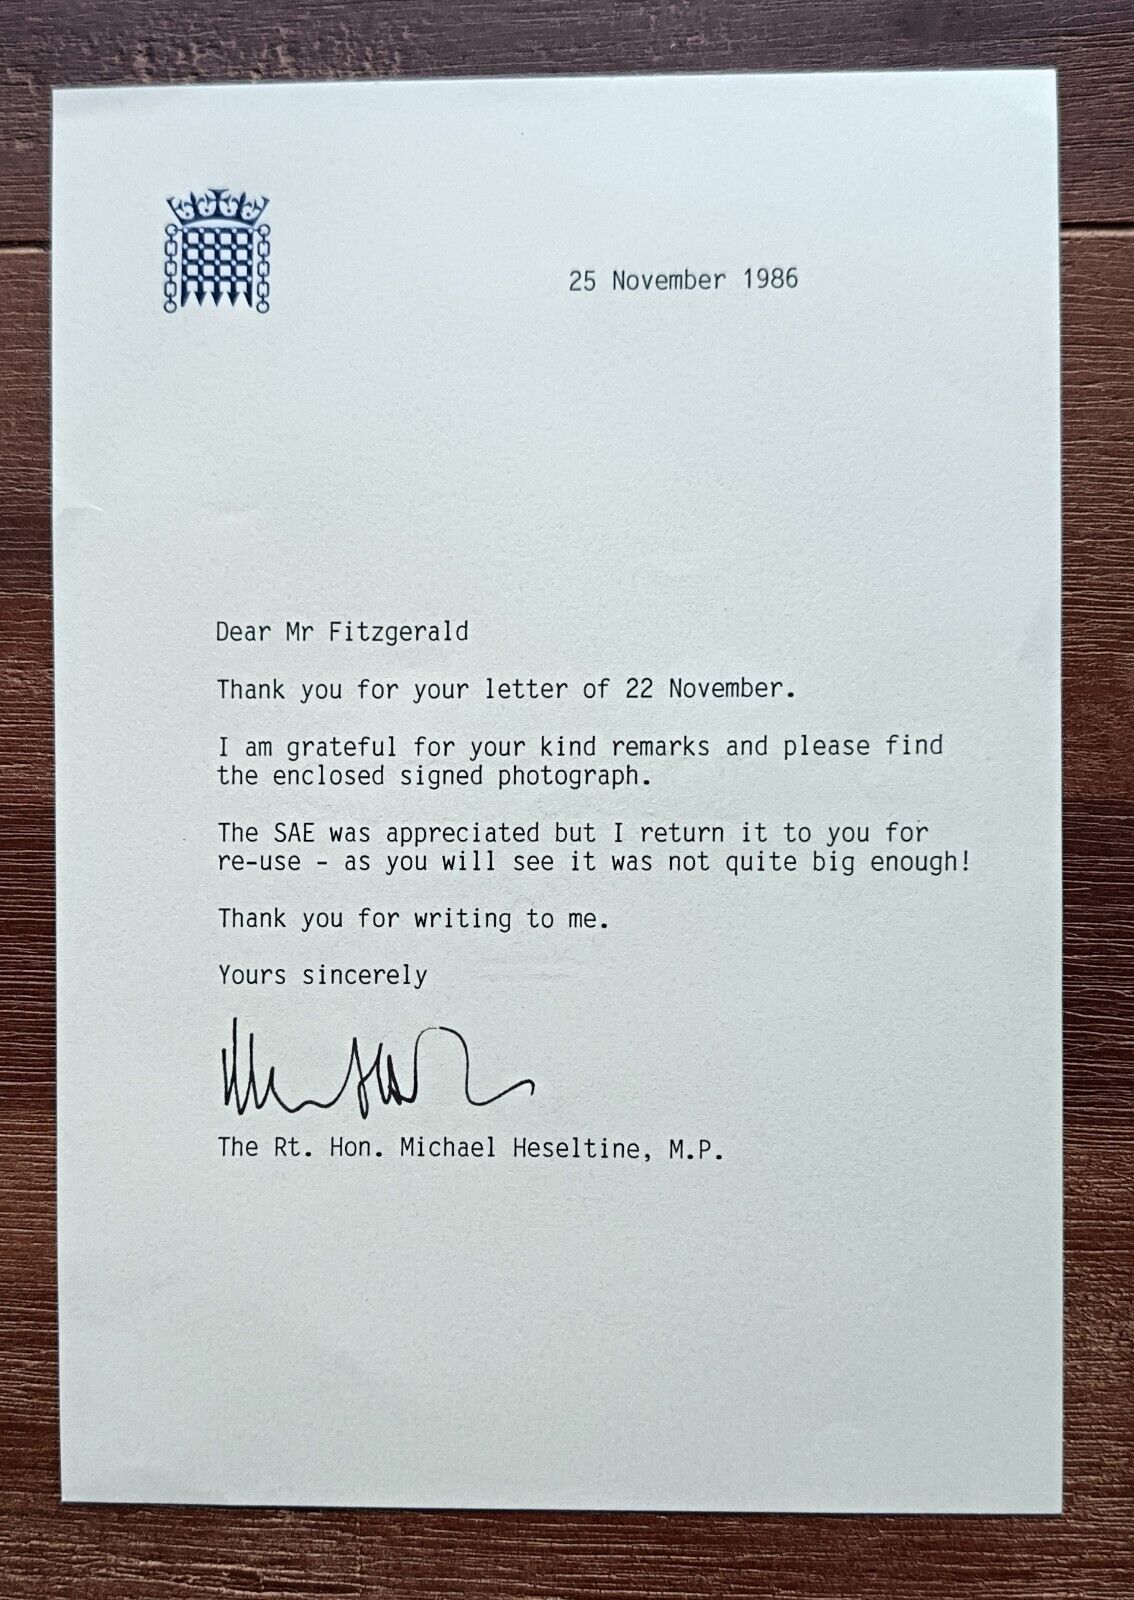 25 November 1986
Dear Mr Fitzgerald
Thank you for your letter of 22 November.
I am grateful for your kind remarks and please find
the enclosed signed photograph.
The SAE was appreciated but I return it to you for
re-use - as you will see it was not quite big enough!
Thank you for writing to me.
Yours sincerely
The Rt. Hon. Michael Heseltine, M.P.